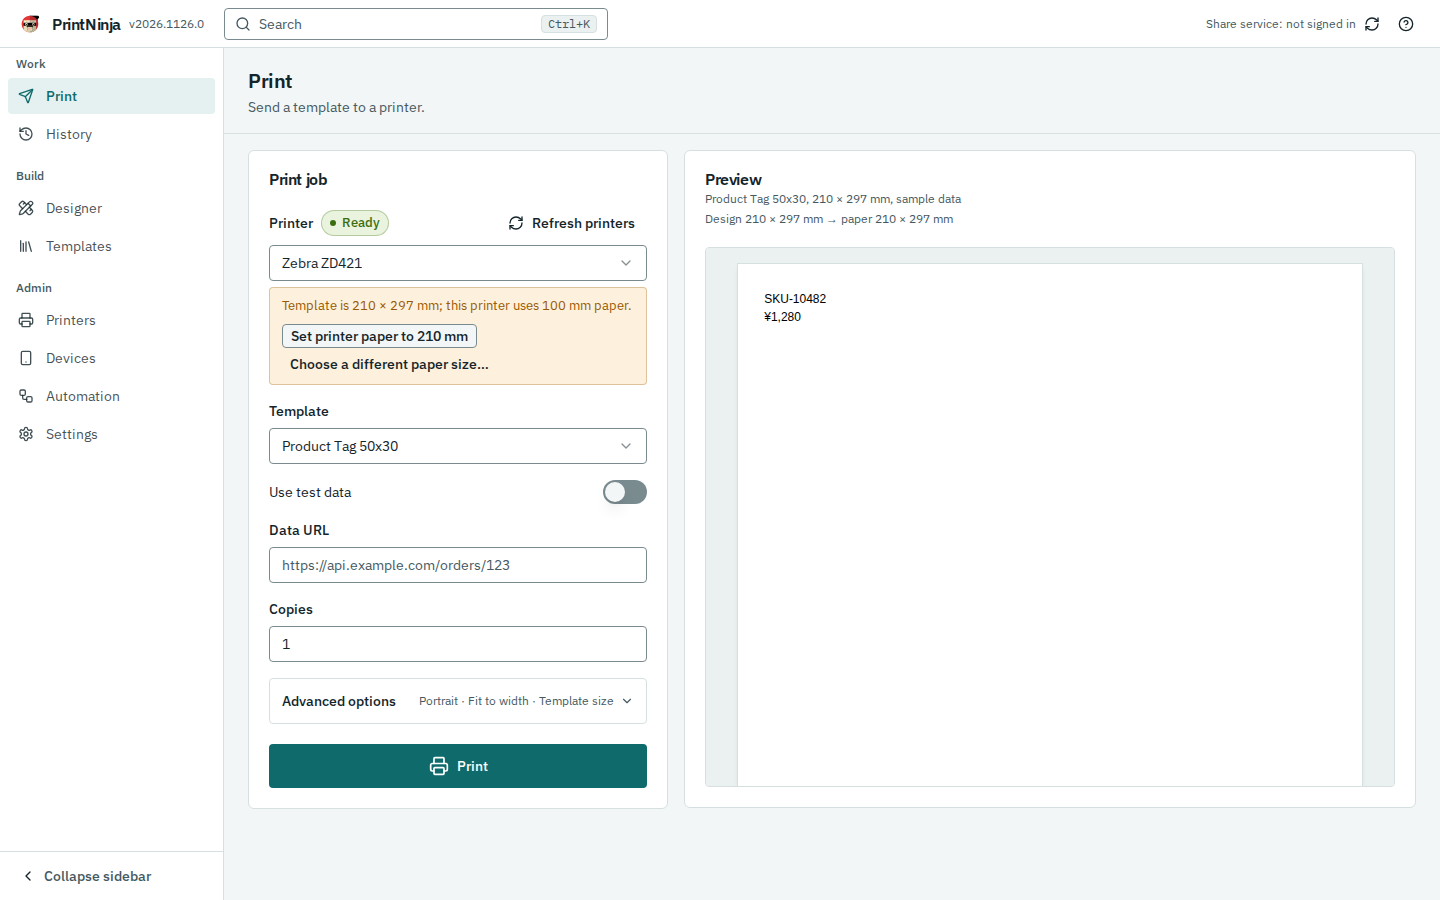 PrintNinja v2026.1126.0
Search Ctrl+K
Share service: not signed in
Work
Print
History
Build
Designer
Templates
Admin
Printers
Devices
Automation
Settings
Collapse sidebar
Print
Send a template to a printer.
Print job
Printer Ready Refresh printers
Zebra ZD421
Template is 210 × 297 mm; this printer uses 100 mm paper.
Set printer paper to 210 mm
Choose a different paper size...
Template
Product Tag 50x30
Use test data
Data URL
https://api.example.com/orders/123
Copies
1
Advanced options Portrait · Fit to width · Template size
Print
Preview
Product Tag 50x30, 210 × 297 mm, sample data
Design 210 × 297 mm → paper 210 × 297 mm
SKU-10482
¥1,280